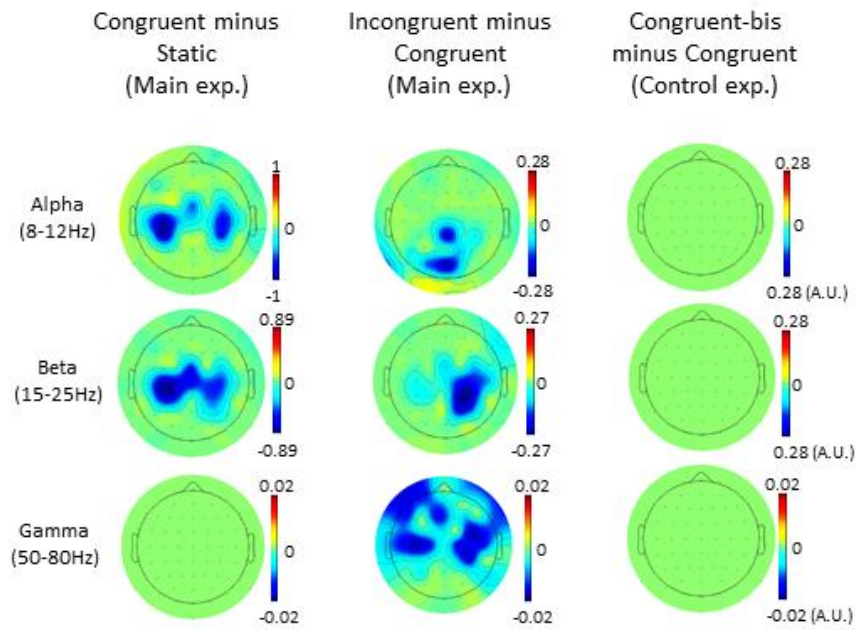 Congruent minus
Static
(Main exp.)
Incongruent minus
Congruent
(Main exp.)
Congruent-bis
minus Congruent
(Control exp.)
Alpha
(8-12Hz)
1
0
-1
0.28
0
-0.28
0.28
0
0.28 (A.U.)
Beta
(15-25Hz)
0.89
0
-0.89
0.27
0
-0.27
0.28
0
0.28 (A.U.)
Gamma
(50-80Hz)
0.02
0
-0.02
0.02
0
-0.02
0.02
0
-0.02 (A.U.)